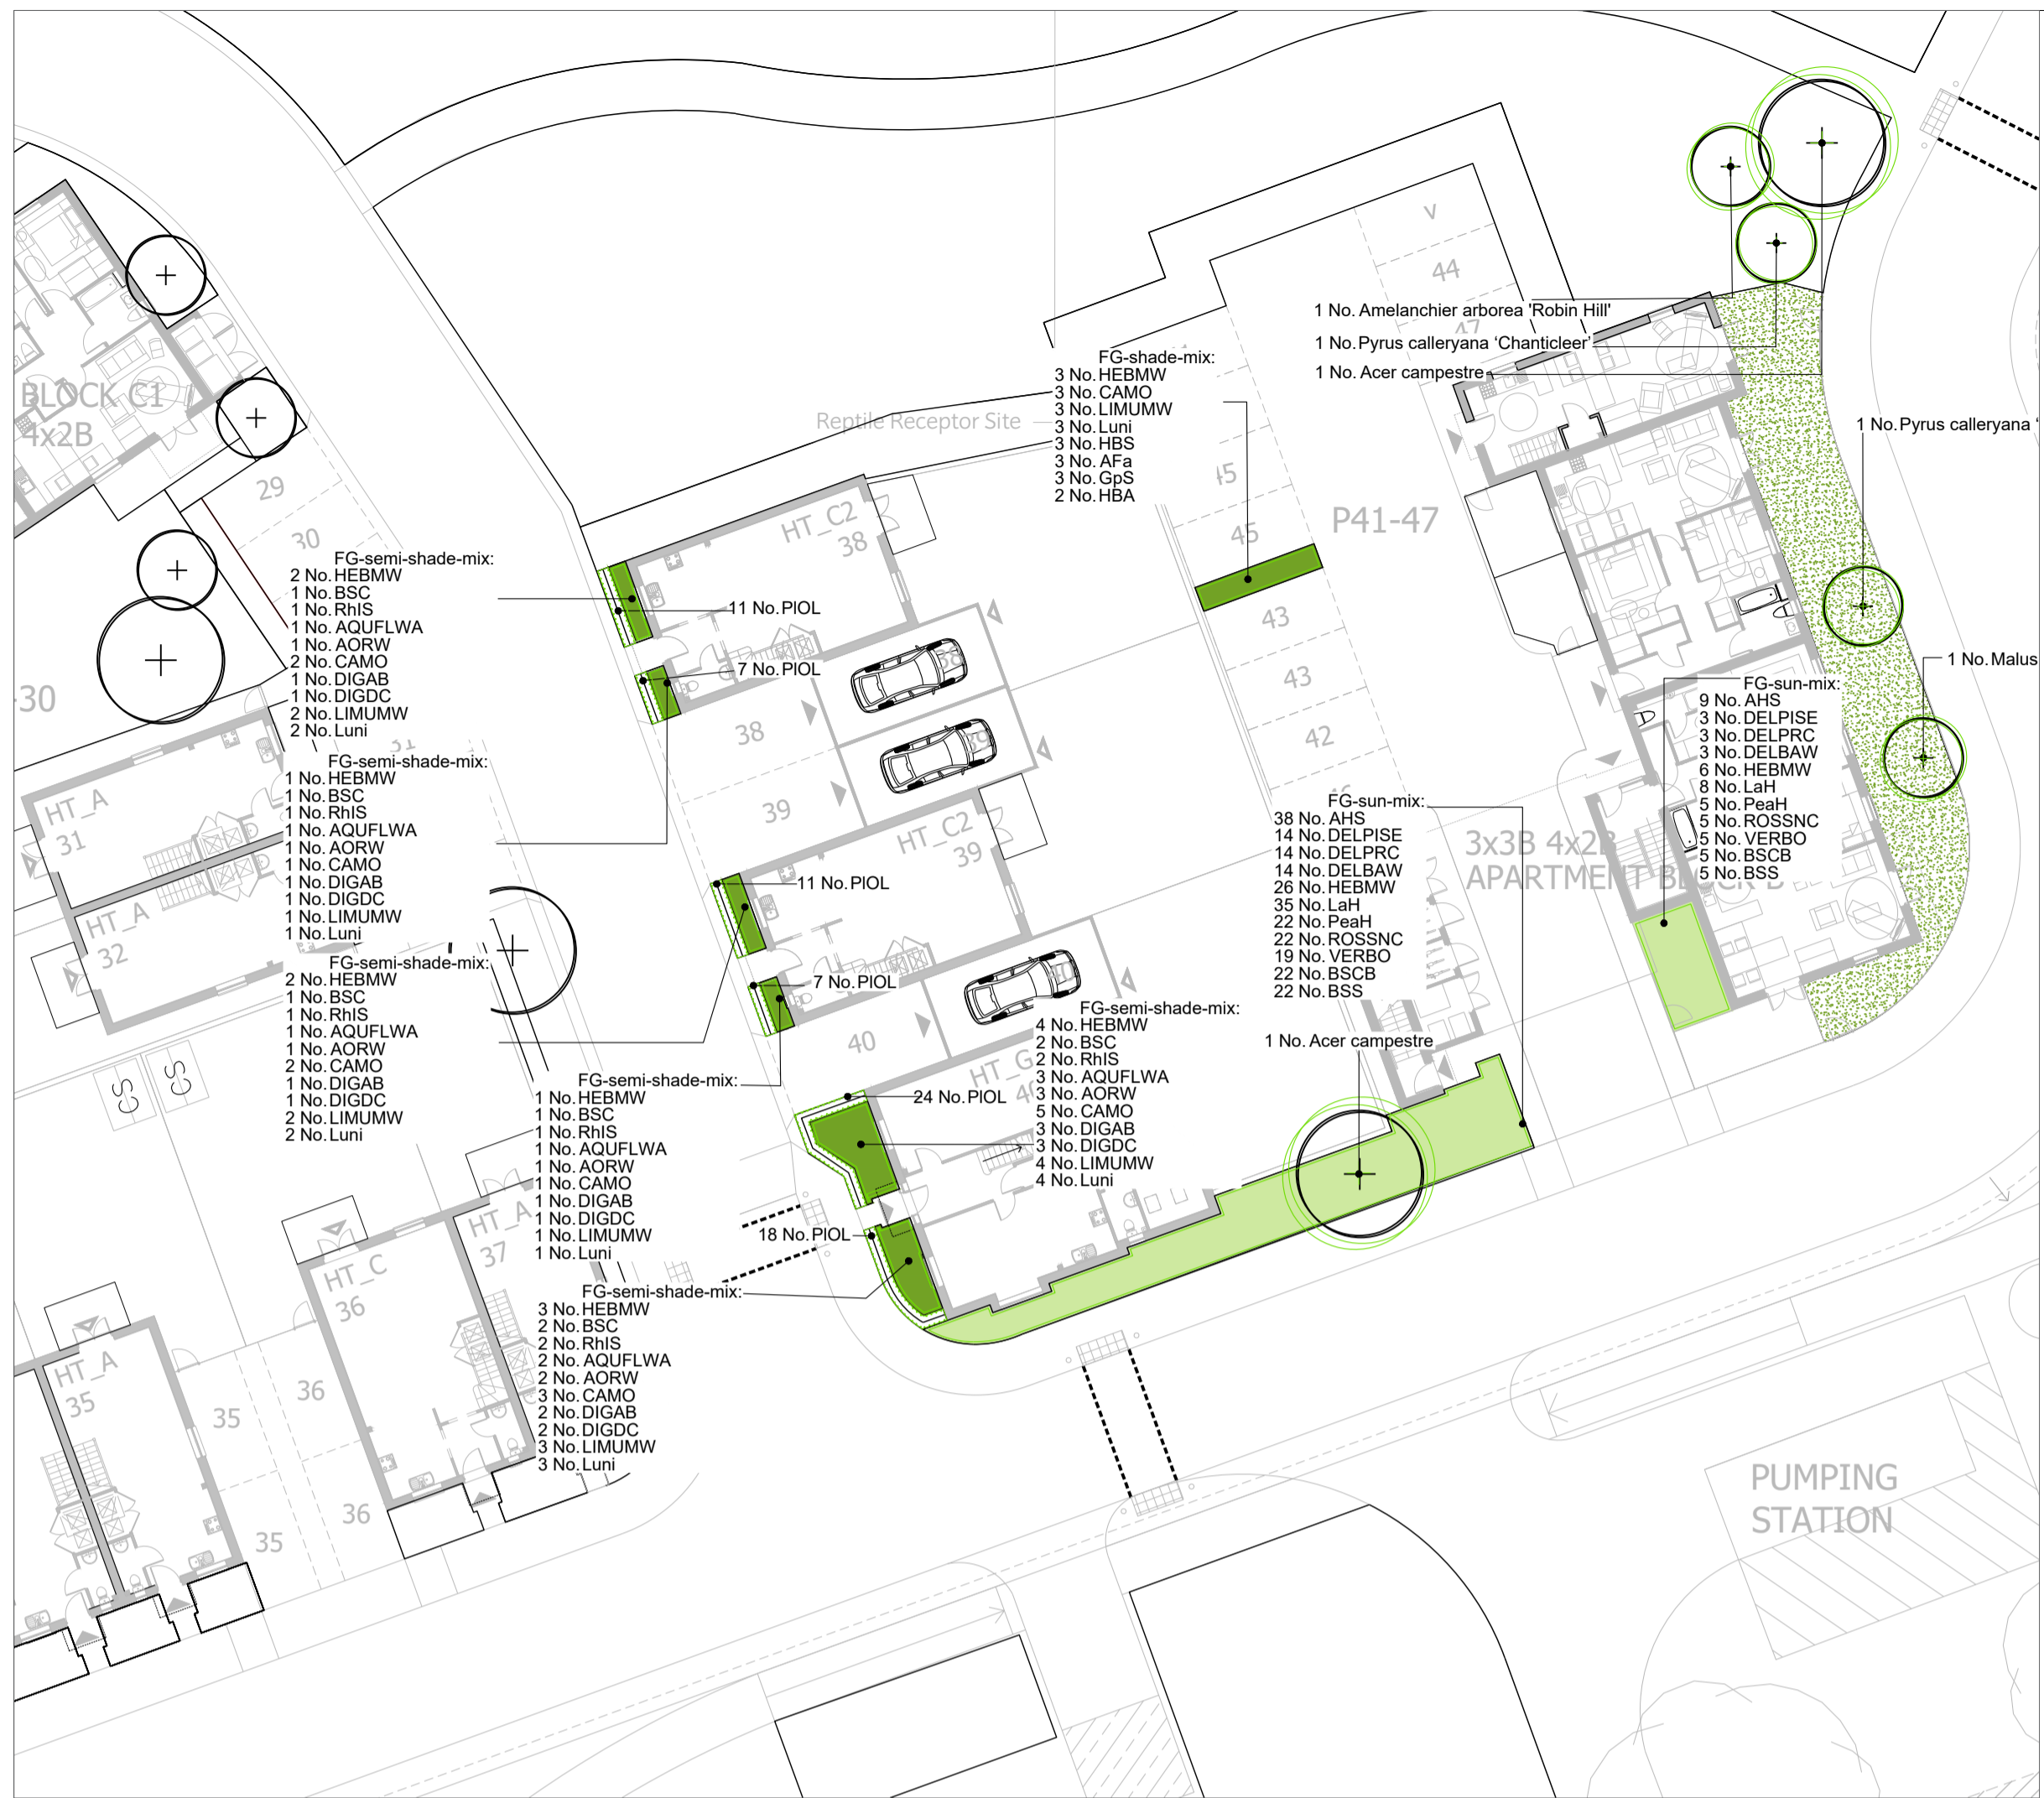 1 No. Amelanchier arborea 'Robin Hill'
1 No. Pyrus calleryana ‘Chanticleer’
1 No. Acer campestre
1 No. Pyrus calleryana ‘
1 No. Malus
FG-shade-mix:
3 No. HEBMW
3 No. CAMO
3 No. LIMUMW
3 No. Luni
3 No. HBS
3 No. AFa
3 No. GpS
2 No. HBA
Reptile Receptor Site
BLOCK C1
4x2B
29
30
-30
FG-semi-shade-mix:
2 No. HEBMW
1 No. BSC
1 No. RhIS
1 No. AQUFLWA
1 No. AORW
2 No. CAMO
1 No. DIGAB
1 No. DIGDC
2 No. LIMUMW
2 No. Luni
31
FG-semi-shade-mix:
1 No. HEBMW
1 No. BSC
1 No. RhIS
1 No. AQUFLWA
1 No. AORW
1 No. CAMO
1 No. DIGAB
1 No. DIGDC
1 No. LIMUMW
1 No. Luni
FG-semi-shade-mix:
2 No. HEBMW
1 No. BSC
1 No. RhIS
1 No. AQUFLWA
1 No. AORW
2 No. CAMO
1 No. DIGAB
1 No. DIGDC
2 No. LIMUMW
2 No. Luni
HT_A
31
HT_A
32
CS
CS
HT_C2
38
11 No. PIOL
7 No. PIOL
38
38
39
39
HT_C2
39
11 No. PIOL
7 No. PIOL
40
40
HT_G
40
24 No. PIOL
18 No. PIOL
v
44
47
45
45
43
43
42
46
P41-47
3x3B 4x2B
APARTMENT BLOCK B
FG-sun-mix:
9 No. AHS
3 No. DELPISE
3 No. DELPRC
3 No. DELBAW
6 No. HEBMW
8 No. LaH
5 No. PeaH
5 No. ROSSNC
5 No. VERBO
5 No. BSCB
5 No. BSS
FG-sun-mix:
38 No. AHS
14 No. DELPISE
14 No. DELPRC
14 No. DELBAW
26 No. HEBMW
35 No. LaH
22 No. PeaH
22 No. ROSSNC
19 No. VERBO
22 No. BSCB
22 No. BSS
1 No. Acer campestre
FG-semi-shade-mix:
4 No. HEBMW
2 No. BSC
2 No. RhIS
3 No. AQUFLWA
3 No. AORW
5 No. CAMO
3 No. DIGAB
3 No. DIGDC
4 No. LIMUMW
4 No. Luni
FG-semi-shade-mix:
1 No. HEBMW
1 No. BSC
1 No. RhIS
1 No. AQUFLWA
1 No. AORW
1 No. CAMO
1 No. DIGAB
1 No. DIGDC
1 No. LIMUMW
1 No. Luni
FG-semi-shade-mix:
3 No. HEBMW
2 No. BSC
2 No. RhIS
2 No. AQUFLWA
2 No. AORW
3 No. CAMO
2 No. DIGAB
2 No. DIGDC
3 No. LIMUMW
3 No. Luni
HT_A
37
HT_C
36
HT_A
35
36
35
36
35
PUMPING
STATION